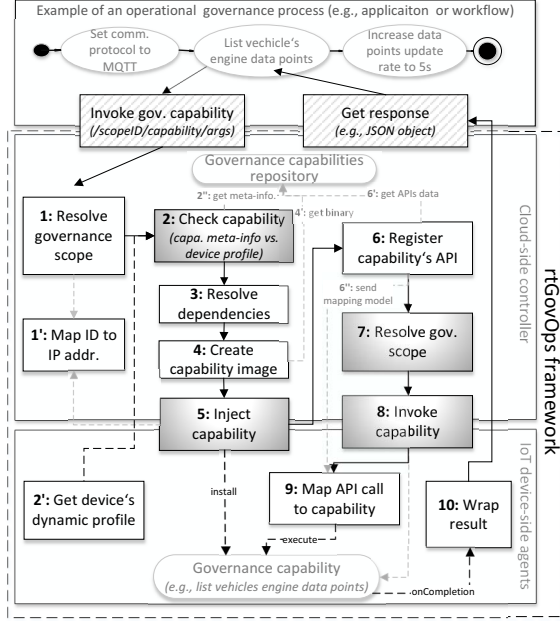 Example of an operational governance process (e.g., applicaiton or workflow)
Set comm.
protocol to
MQTT
List vechicle's
engine data points
Increase data
points update
rate to 5s
Invoke gov. capability
(/scopeID/capability/args)
Get response
(e.g., JSON object)
Governance capabilities
repository
2'': get meta-info.
6': get APIs data
4': get binary
1: Resolve
governance
scope
2: Check capability
(capa. meta-info vs.
device profile)
6: Register
capability's API
3: Resolve
dependencies
6'': send
mapping model
1': Map ID to
IP addr.
4: Create
capability image
7: Resolve gov.
scope
5: Inject
capability
8: Invoke
capability
Cloud-side controller
rtGovOps framework
2': Get device's
dynamic profile
install
9: Map API call
to capability
10: Wrap
result
execute
IoT device-side agents
Governance capability
(e.g., list vehicles engine data points)
onCompletion